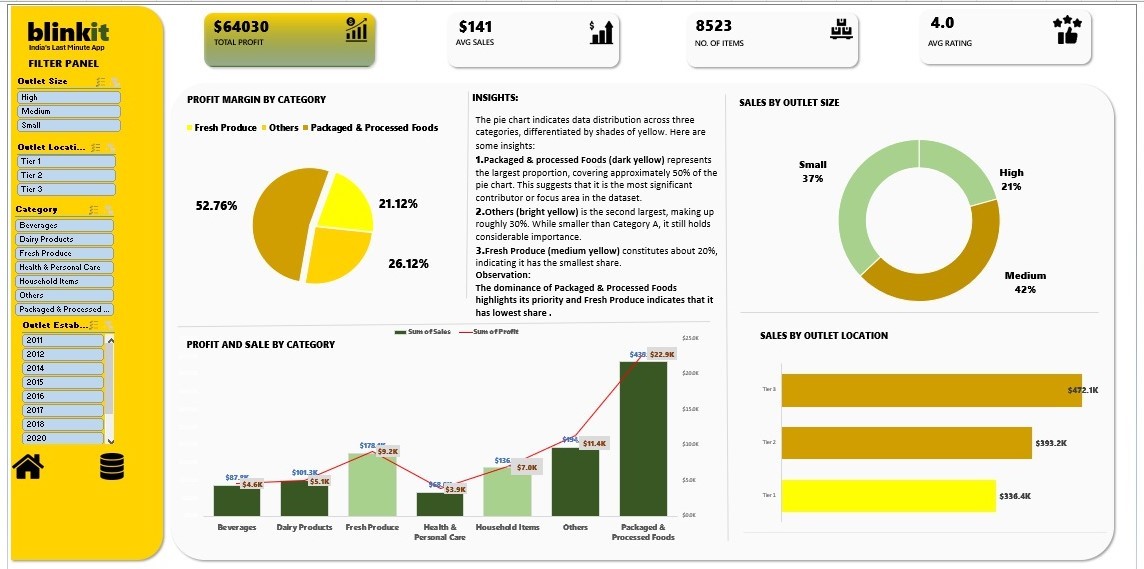 blinkit
India's Last Minute App
FILTER PANEL
Outlet Size
High
Medium
Small
Outlet Locati...
Tier 1
Tier 2
Tier 3
Category
Beverages
Dairy Products
Fresh Produce
Health & Personal Care
Household Items
Others
Packaged & Processed ...
Outlet Estab...
2011
2012
2014
2015
2016
2017
2018
2020
$64030
TOTAL PROFIT
$141
AVG SALES
8523
NO. OF ITEMS
4.0
AVG RATING
PROFIT MARGIN BY CATEGORY
Fresh Produce Others Packaged & Processed Foods
52.76%
21.12%
26.12%
INSIGHTS:
The pie chart indicates data distribution across three
categories, differentiated by shades of yellow. Here are
some insights:
1.Packaged & processed Foods (dark yellow) represents
the largest proportion, covering approximately 50% of the
pie chart. This suggests that it is the most significant
contributor or focus area in the dataset.
2.Others (bright yellow) is the second largest, making up
roughly 30%. While smaller than Category A, it still holds
considerable importance.
3.Fresh Produce (medium yellow) constitutes about 20%,
indicating it has the smallest share.
Observation:
The dominance of Packaged & Processed Foods
highlights its priority and Fresh Produce indicates that it
has lowest share .
SALES BY OUTLET SIZE
Small
37%
High
21%
Medium
42%
PROFIT AND SALE BY CATEGORY
Sum of Sales Sum of Profit
$25.0K
$20.0K
$15.0K
$10.0K
$5.0K
$0.0K
$4.6K
$101.3K
$5.1K
$9.2K
$3.9K
$7.0K
$11.4K
$22.9K
Beverages
Dairy Products
Fresh Produce
Health &
Personal Care
Household Items
Others
Packaged &
Processed Foods
SALES BY OUTLET LOCATION
Tier 3
$472.1K
Tier 2
$393.2K
Tier 1
$336.4K